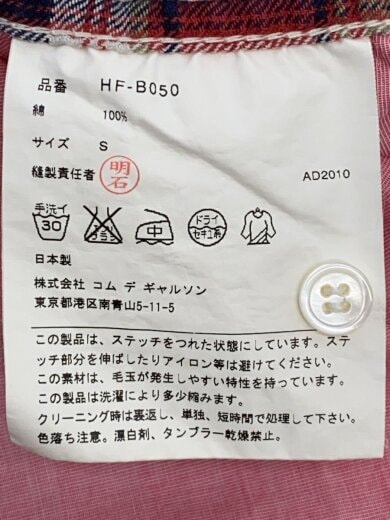 品番 HF-B050
綿 100%
サイズ S
縫製責任者 明石
AD2010
手洗イ 30 エンソサラシ 中 ドライ セキユ系
日本製
株式会社 コム デ ギャルソン
東京都港区南青山5-11-5
この製品は、ステッチをつれた状態にしています。ステ
ッチ部分を伸ばしたりアイロン等は避けてください。
この素材は、毛玉が発生しやすい特性を持っています。
この製品は洗濯により多少縮みます。
クリーニング時は裏返し、単独、短時間で処理して下さい。
色落ち注意。漂白剤、タンブラー乾燥禁止。